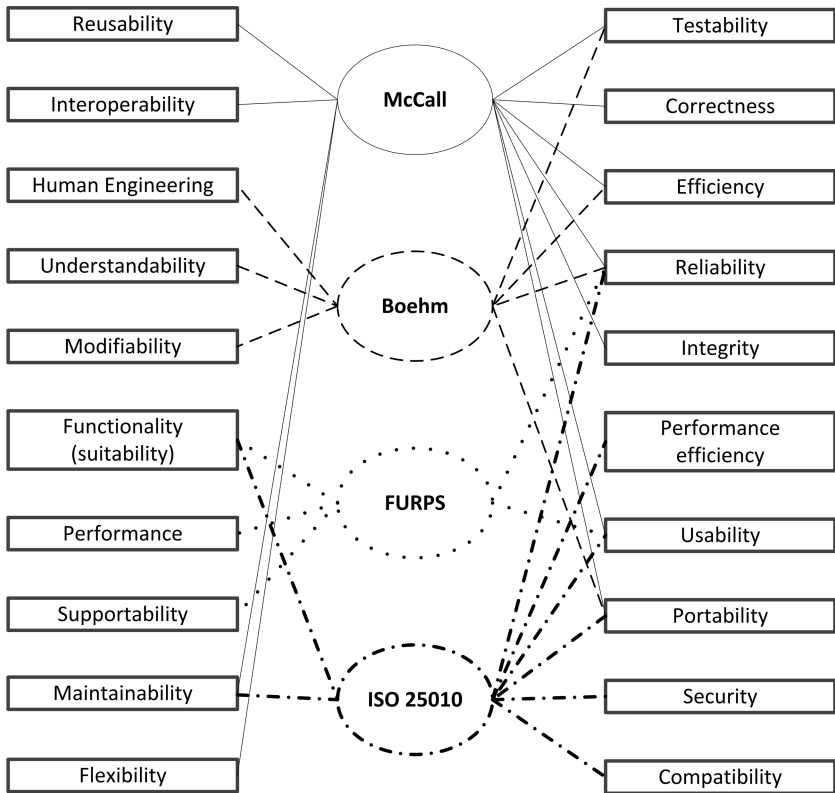 Reusability
Interoperability
Human Engineering
Understandability
Modifiability
Functionality
(suitability)
Performance
Supportability
Maintainability
Flexibility
McCall
Boehm
FURPS
ISO 25010
Testability
Correctness
Efficiency
Reliability
Integrity
Performance
efficiency
Usability
Portability
Security
Compatibility